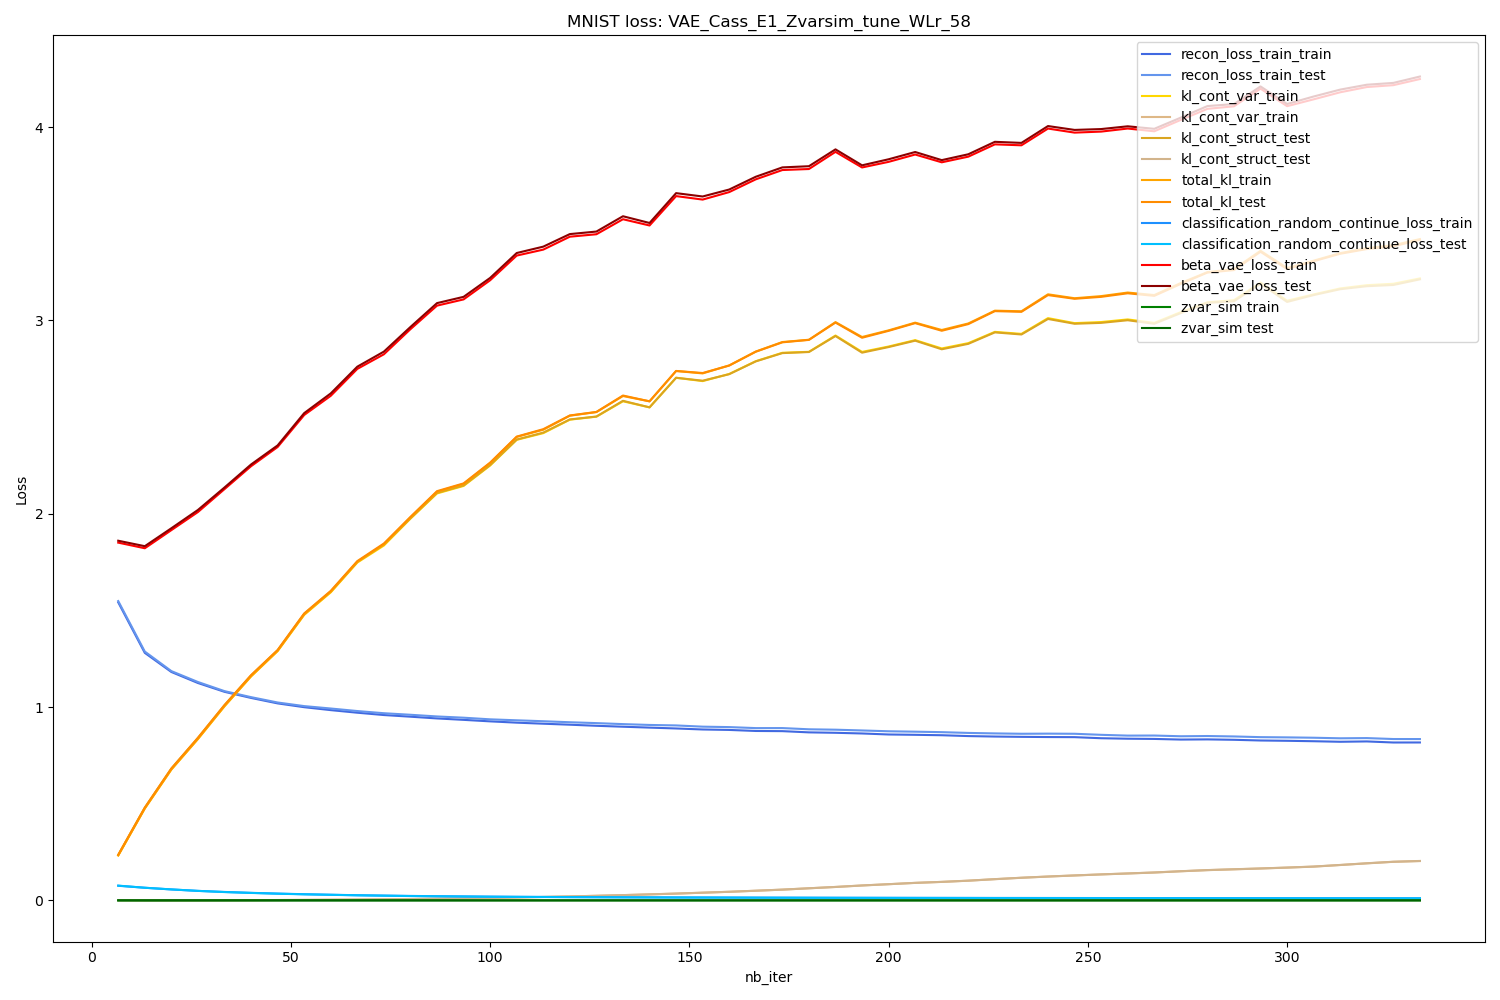 MNIST loss: VAE_Cass_E1_Zvarsim_tune_WLr_58
recon_loss_train_train
recon_loss_train_test
kl_cont_var_train
kl_cont_var_train
kl_cont_struct_test
kl_cont_struct_test
total_kl_train
total_kl_test
classification_random_continue_loss_train
classification_random_continue_loss_test
beta_vae_loss_train
beta_vae_loss_test
zvar_sim train
zvar_sim test
4
3
2
1
0
Loss
0 50 100 150 200 250 300
nb_iter